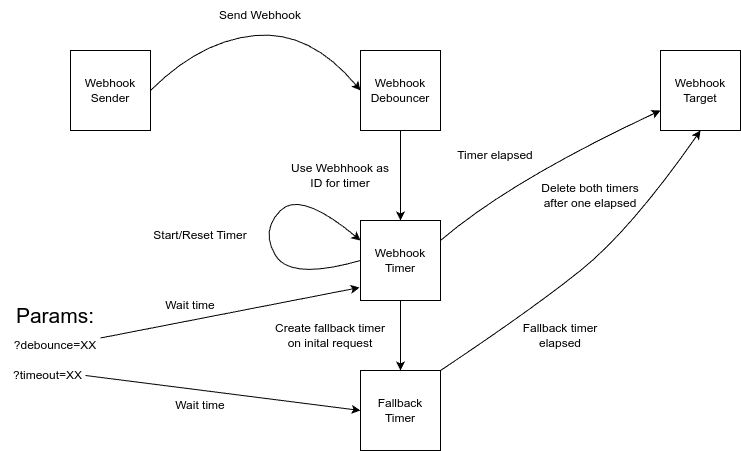 Send Webhook
Webhook
Sender
Webhook
Debouncer
Webhook
Target
Use Webhhook as
ID for timer
Timer elapsed
Delete both timers
after one elapsed
Start/Reset Timer
Webhook
Timer
Params:
Wait time
?debounce=XX
Create fallback timer
on inital request
Fallback timer
elapsed
?timeout=XX
Wait time
Fallback
Timer